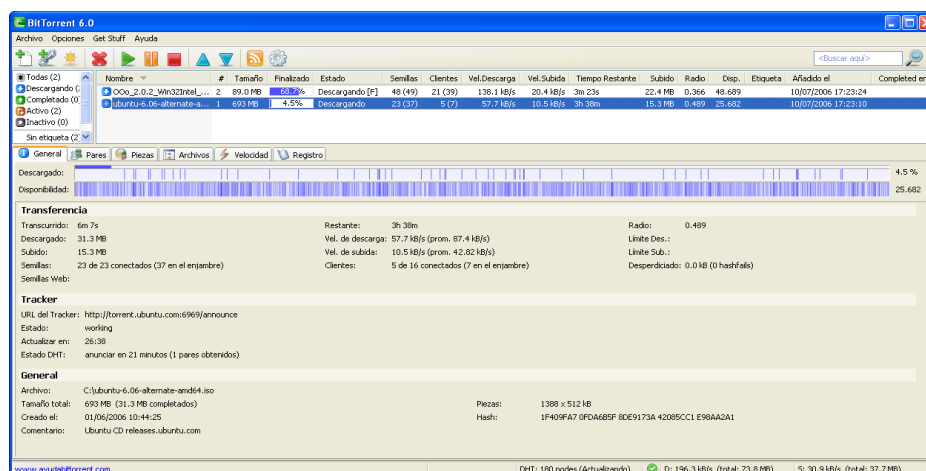 BitTorrent 6.0
Archivo Opciones Get Stuff Ayuda
<Buscar aquí>
Todas (2)
Descargando (
Completado (0)
Activo (2)
Inactivo (0)
Sin etiqueta (2
Nombre # Tamaño Finalizado Estado Semillas Clientes Vel.Descarga Vel.Subida Tiempo Restante Subido Radio Disp. Etiqueta Añadido el Completed en
OOo_2.0.2_Win32Intel_... 2 89.0 MB 68.7% Descargando [F] 48 (49) 21 (39) 138.1 kB/s 20.4 kB/s 3m 23s 22.4 MB 0.366 48.689 10/07/2006 17:23:24
ubuntu-6.06-alternate-a... 1 693 MB 4.5% Descargando 23 (37) 5 (7) 57.7 kB/s 10.5 kB/s 3h 38m 15.3 MB 0.489 25.682 10/07/2006 17:23:10
General Pares Piezas Archivos Velocidad Registro
Descargado: 4.5 %
Disponibilidad: 25.682
Transferencia
Transcurrido: 6m 7s Restante: 3h 38m Radio: 0.489
Descargado: 31.3 MB Vel. de descarga: 57.7 kB/s (prom. 87.4 kB/s) Límite Des.:
Subido: 15.3 MB Vel. de subida: 10.5 kB/s (prom. 42.82 kB/s) Límite Sub.:
Semillas: 23 de 23 conectados (37 en el enjambre) Clientes: 5 de 16 conectados (7 en el enjambre) Desperdiciado: 0.0 kB (0 hashfails)
Semillas Web:
Tracker
URL del Tracker: http://torrent.ubuntu.com:6969/announce
Estado: working
Actualizar en: 26:38
Estado DHT: anunciar en 21 minutos (1 pares obtenidos)
General
Archivo: C:\ubuntu-6.06-alternate-amd64.iso
Tamaño total: 693 MB (31.3 MB completados) Piezas: 1388 x 512 kB
Creado el: 01/06/2006 10:44:25 Hash: 1F409FA7 0FDA6B5F 8DE9173A 42085CC1 E98AA2A1
Comentario: Ubuntu CD releases.ubuntu.com
www.ayudabittorrent.com DHT: 180 nodes (Actualizando) D: 196.3 kB/s (total: 73.8 MB) S: 30.9 kB/s (total: 37.7 MB)